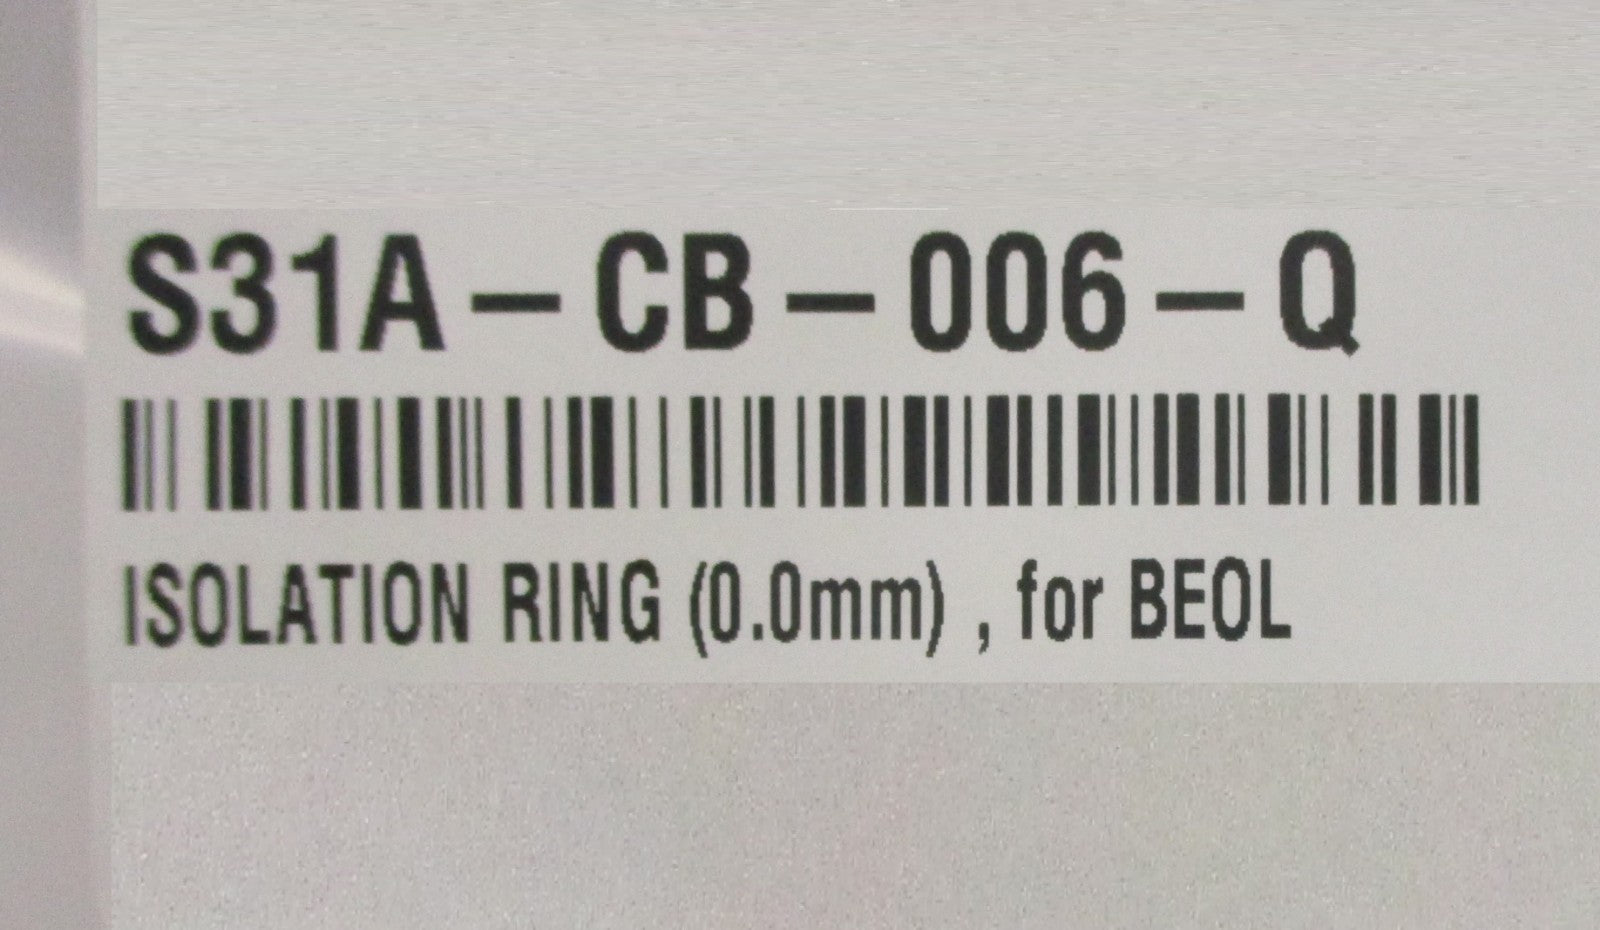 S31A-CB-006-Q
ISOLATION RING (0.0mm) , for BEOL